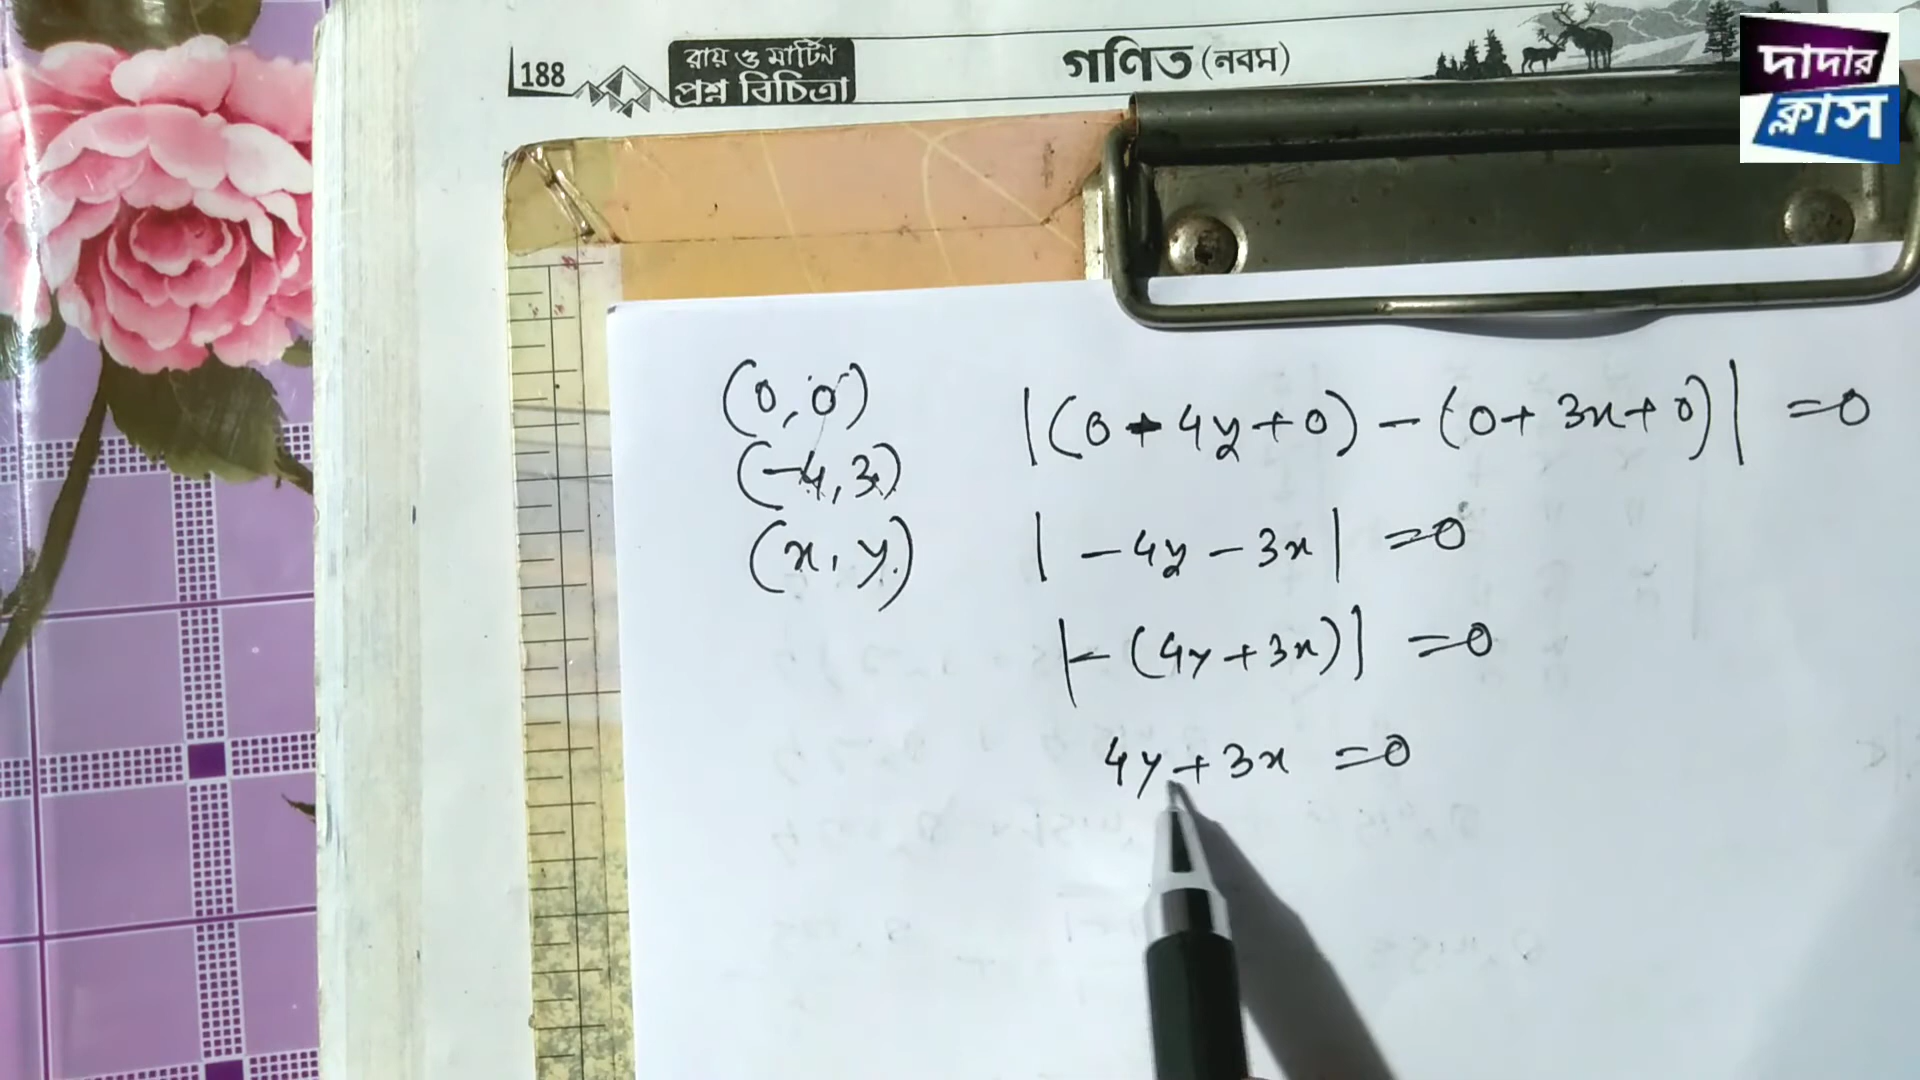 188
রায় ও মার্টিন
প্রশ্ন বিচিত্রা
গণিত (নবম)
দাদার
ক্লাস
(0, 0)
(-4, 3)
(x, y)
|(0 - 4y + 0) - (0 + 3x + 0)| = 0
| - 4y - 3x | = 0
| - (4y + 3x)| = 0
4y + 3x = 0